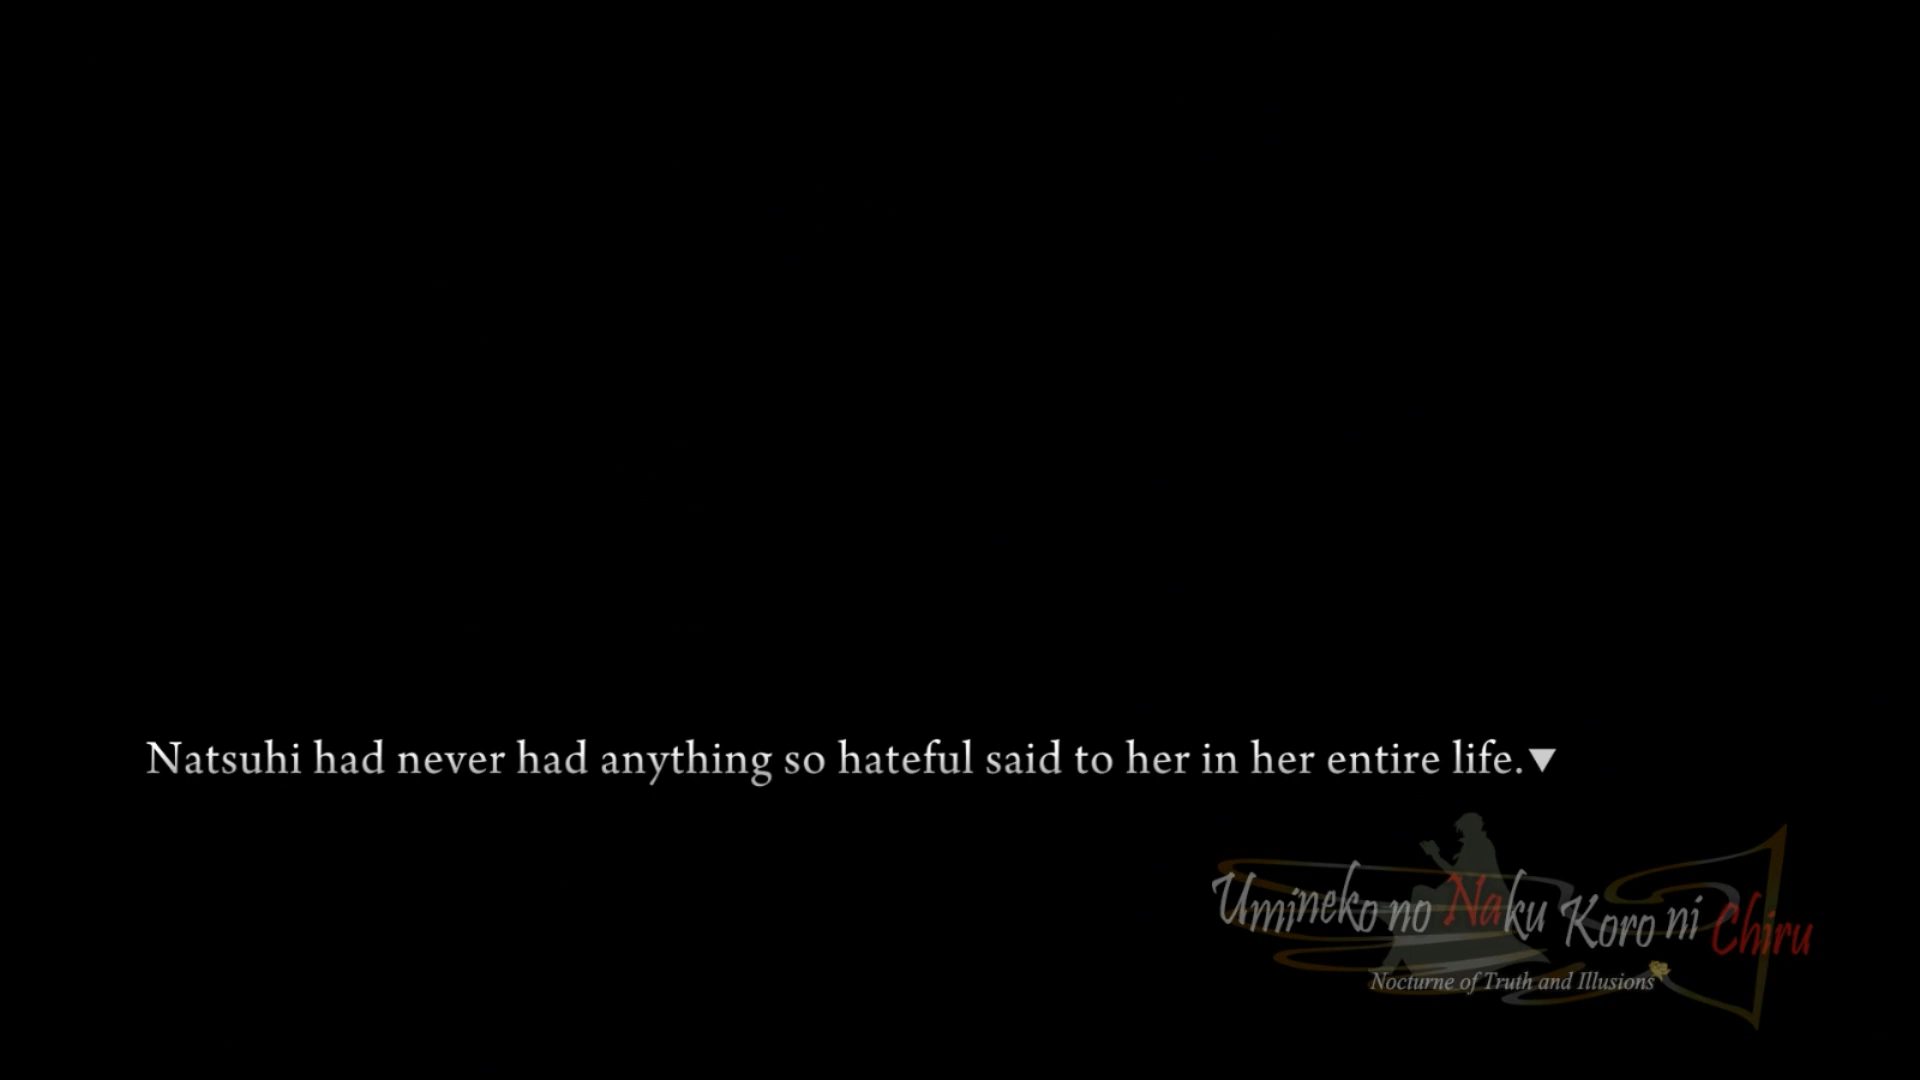 Natsuhi had never had anything so hateful said to her in her entire life.▼
Umineko no Naku Koro ni Chiru
Nocturne of Truth and Illusions